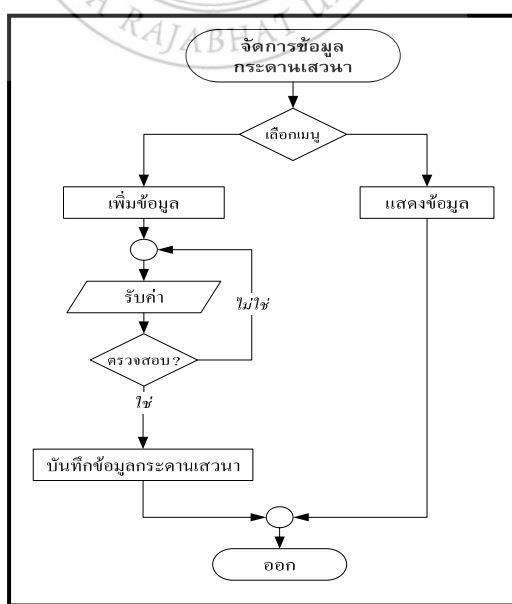 RAJABHAT U
จัดการข้อมูล
กระดานเสวนา
เลือกเมนู
เพิ่มข้อมูล
แสดงข้อมูล
รับค่า
ไม่ใช่
ตรวจสอบ?
ใช่
บันทึกข้อมูลกระดานเสวนา
ออก